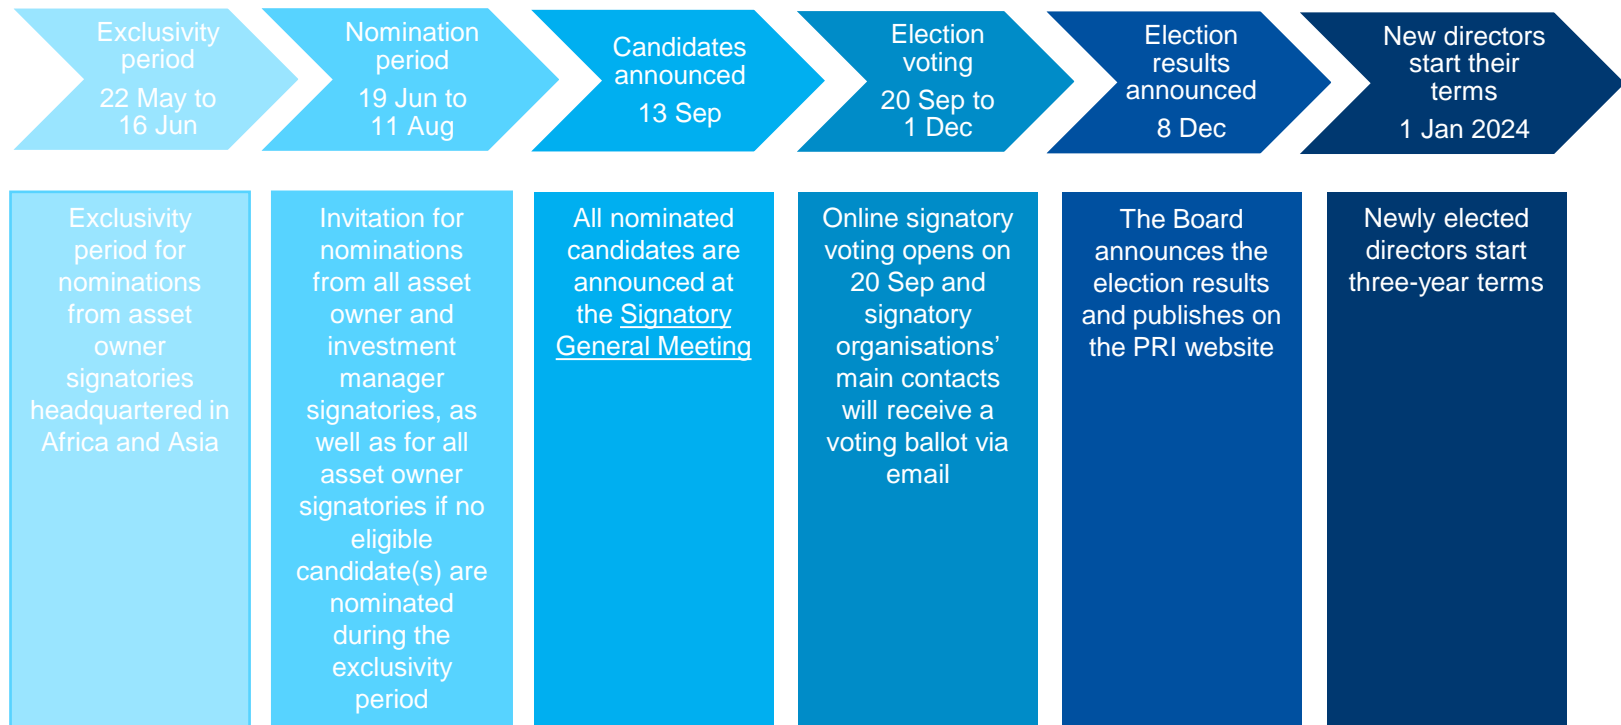 Exclusivity
period
22 May to
16 Jun
Nomination
period
19 Jun to
11 Aug
Candidates
announced
13 Sep
Election
voting
20 Sep to
1 Dec
Election
results
announced
8 Dec
New directors
start their
terms
1 Jan 2024
Exclusivity
period for
nominations
from asset
owner
signatories
headquartered in
Africa and Asia
Invitation for
nominations
from all asset
owner and
investment
manager
signatories, as
well as for all
asset owner
signatories if no
eligible
candidate(s) are
nominated
during the
exclusivity
period
All nominated
candidates are
announced at
the Signatory
General Meeting
Online signatory
voting opens on
20 Sep and
signatory
organisations’
main contacts
will receive a
voting ballot via
email
The Board
announces the
election results
and publishes on
the PRI website
Newly elected
directors start
three-year terms